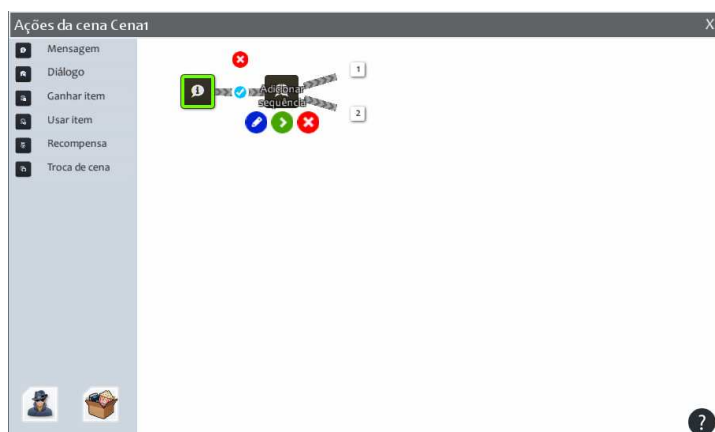 Ações da cena Cena1
X
Mensagem
Diálogo
Ganhar item
Usar item
Recompensa
Troca de cena
Adicionar
sequência
1
2
?